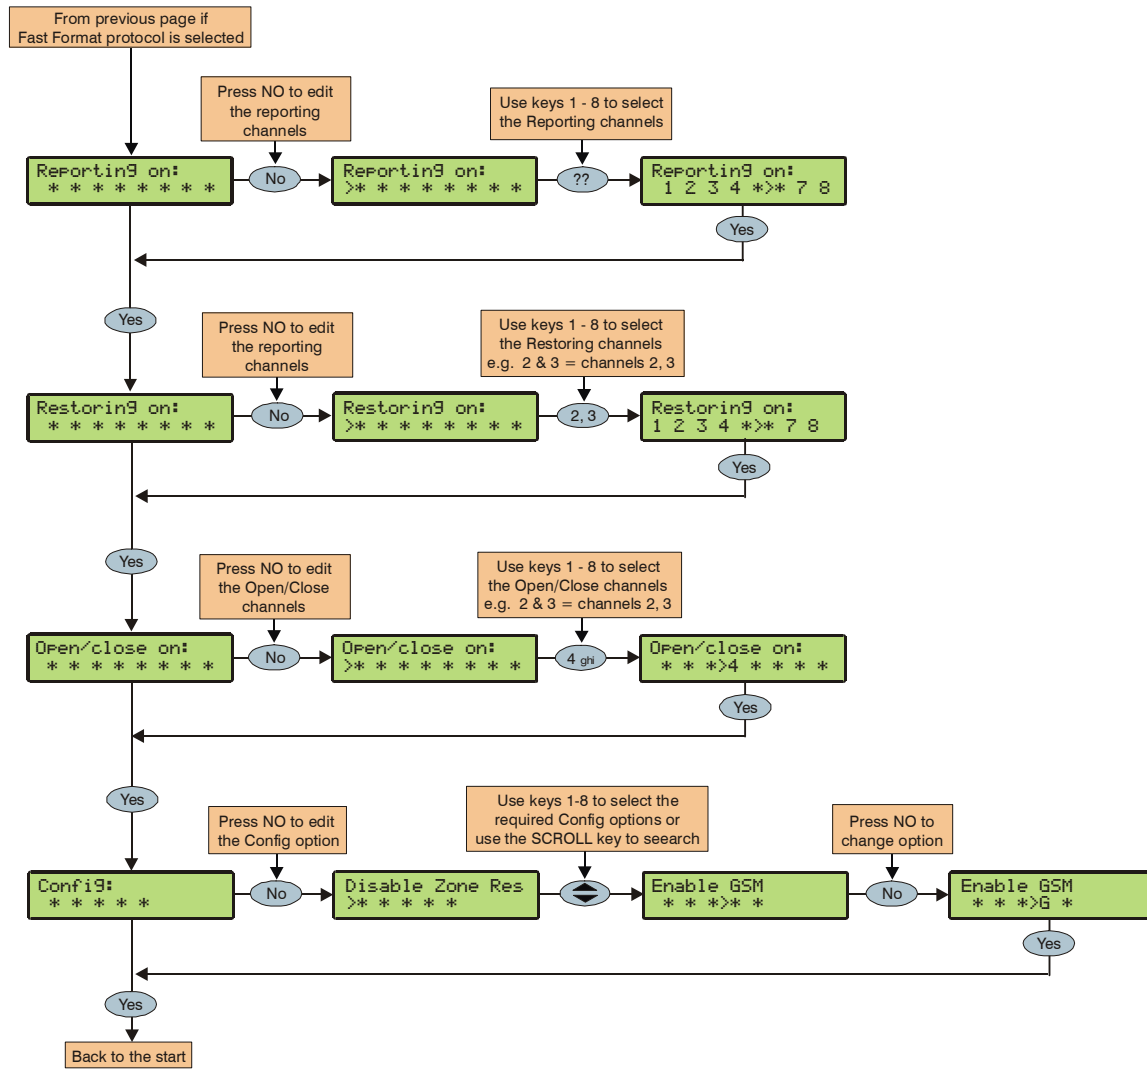 From previous page if
Fast Format protocol is selected
Press NO to edit
the reporting
channels
Use keys 1 - 8 to select
the Reporting channels
Reporting on:
* * * * * * * *
No
Reporting on:
>* * * * * * * *
??
Reporting on:
1 2 3 4 *>* 7 8
Yes
Yes
Press NO to edit
the reporting
channels
Use keys 1 - 8 to select
the Restoring channels
e.g. 2 & 3 = channels 2, 3
Restoring on:
* * * * * * * *
No
Restoring on:
>* * * * * * * *
2, 3
Restoring on:
1 2 3 4 *>* 7 8
Yes
Yes
Press NO to edit
the Open/Close
channels
Use keys 1 - 8 to select
the Open/Close channels
e.g. 2 & 3 = channels 2, 3
Open/close on:
* * * * * * * *
No
Open/close on:
>* * * * * * * *
4 ghi
Open/close on:
* * *>4 * * * *
Yes
Yes
Press NO to edit
the Config option
Use keys 1-8 to select the
required Config options or
use the SCROLL key to seearch
Press NO to
change option
Config:
* * * * *
No
Disable Zone Res
>* * * * *
Enable GSM
* * *>* *
No
Enable GSM
* * *>G *
Yes
Yes
Back to the start